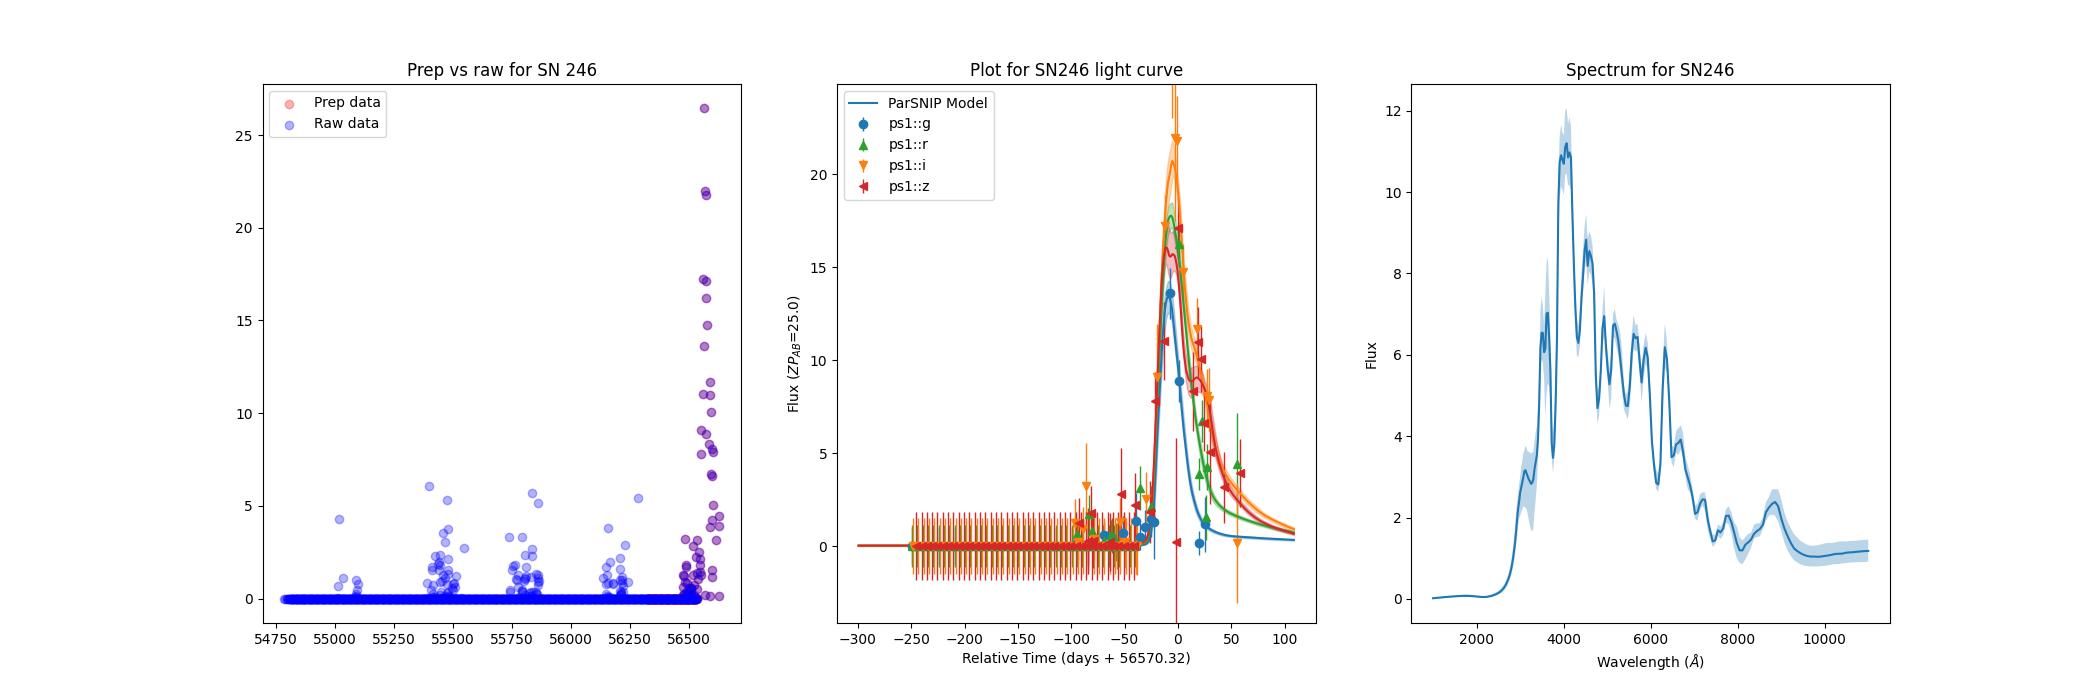 Prep vs raw for SN 246
Prep data
Raw data
25
20
15
10
5
0
54750 55000 55250 55500 55750 56000 56250 56500
Plot for SN246 light curve
ParSNIP Model
ps1::g
ps1::r
ps1::i
ps1::z
Flux (ZP_AB=25.0)
20
15
10
5
0
−300 −250 −200 −150 −100 −50 0 50 100
Relative Time (days + 56570.32)
Spectrum for SN246
Flux
12
10
8
6
4
2
0
2000 4000 6000 8000 10000
Wavelength (Å)